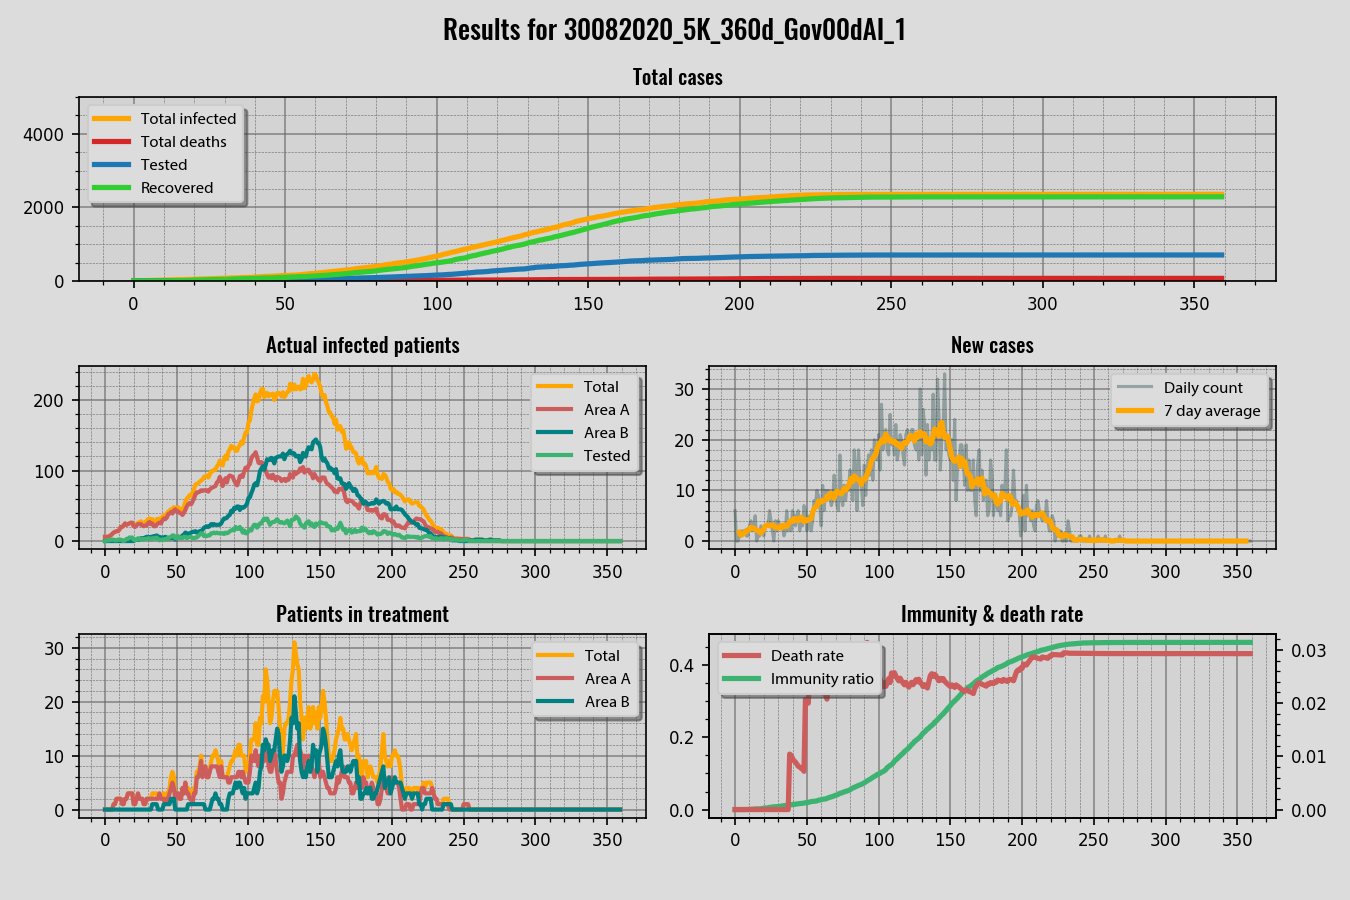 Results for 30082020_5K_360d_Gov00dAI_1
Total cases
Total infected
Total deaths
Tested
Recovered
4000
2000
0
0 50 100 150 200 250 300 350
Actual infected patients
Total
Area A
Area B
Tested
200
100
0
0 50 100 150 200 250 300 350
New cases
Daily count
7 day average
30
20
10
0
0 50 100 150 200 250 300 350
Patients in treatment
Total
Area A
Area B
30
20
10
0
0 50 100 150 200 250 300 350
Immunity & death rate
Death rate
Immunity ratio
0.4
0.2
0.0
0.03
0.02
0.01
0.00
0 50 100 150 200 250 300 350